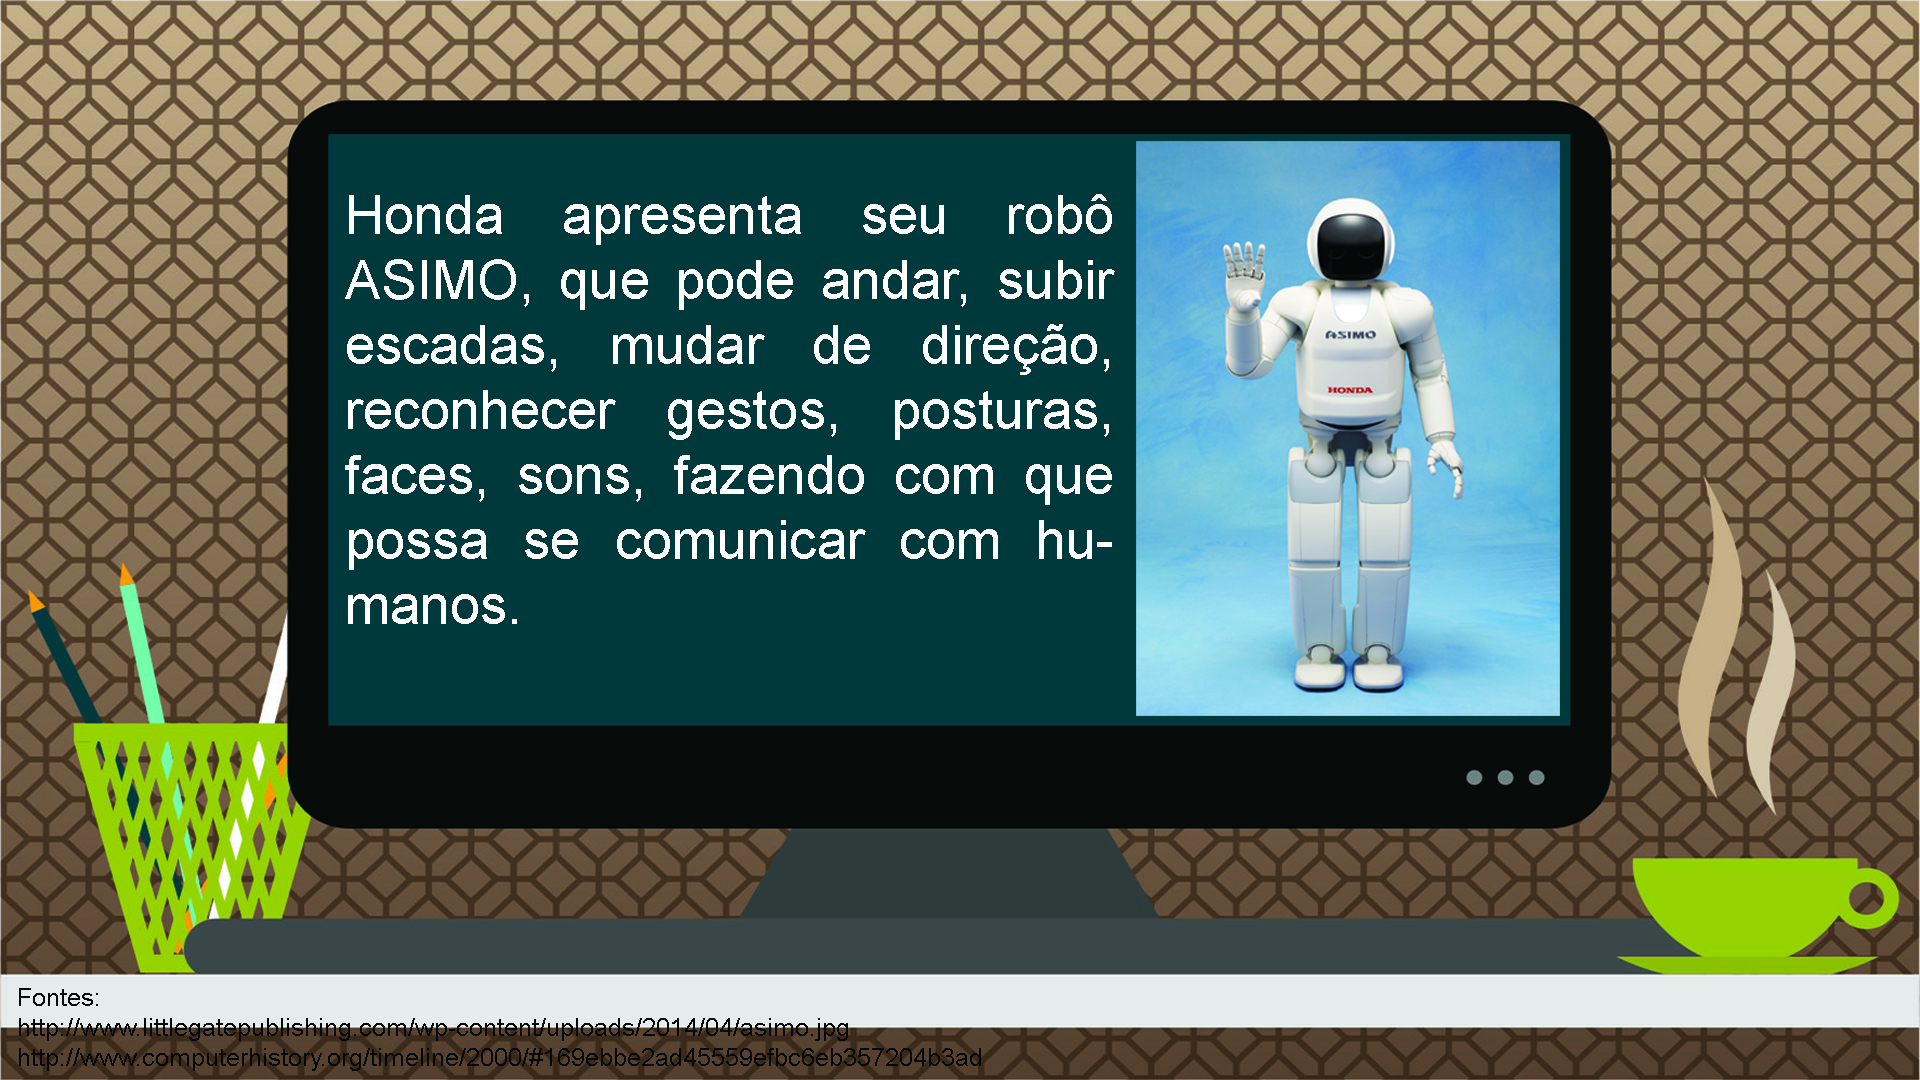 Honda apresenta seu robô
ASIMO, que pode andar, subir
escadas, mudar de direção,
reconhecer gestos, posturas,
faces, sons, fazendo com que
possa se comunicar com hu-
manos.
ASIMO
HONDA
Fontes:
http://www.littlegatepublishing.com/wp-content/uploads/2014/04/asimo.jpg
http://www.computerhistory.org/timeline/2000/#169ebbe2ad45559efbc6eb357204b3ad